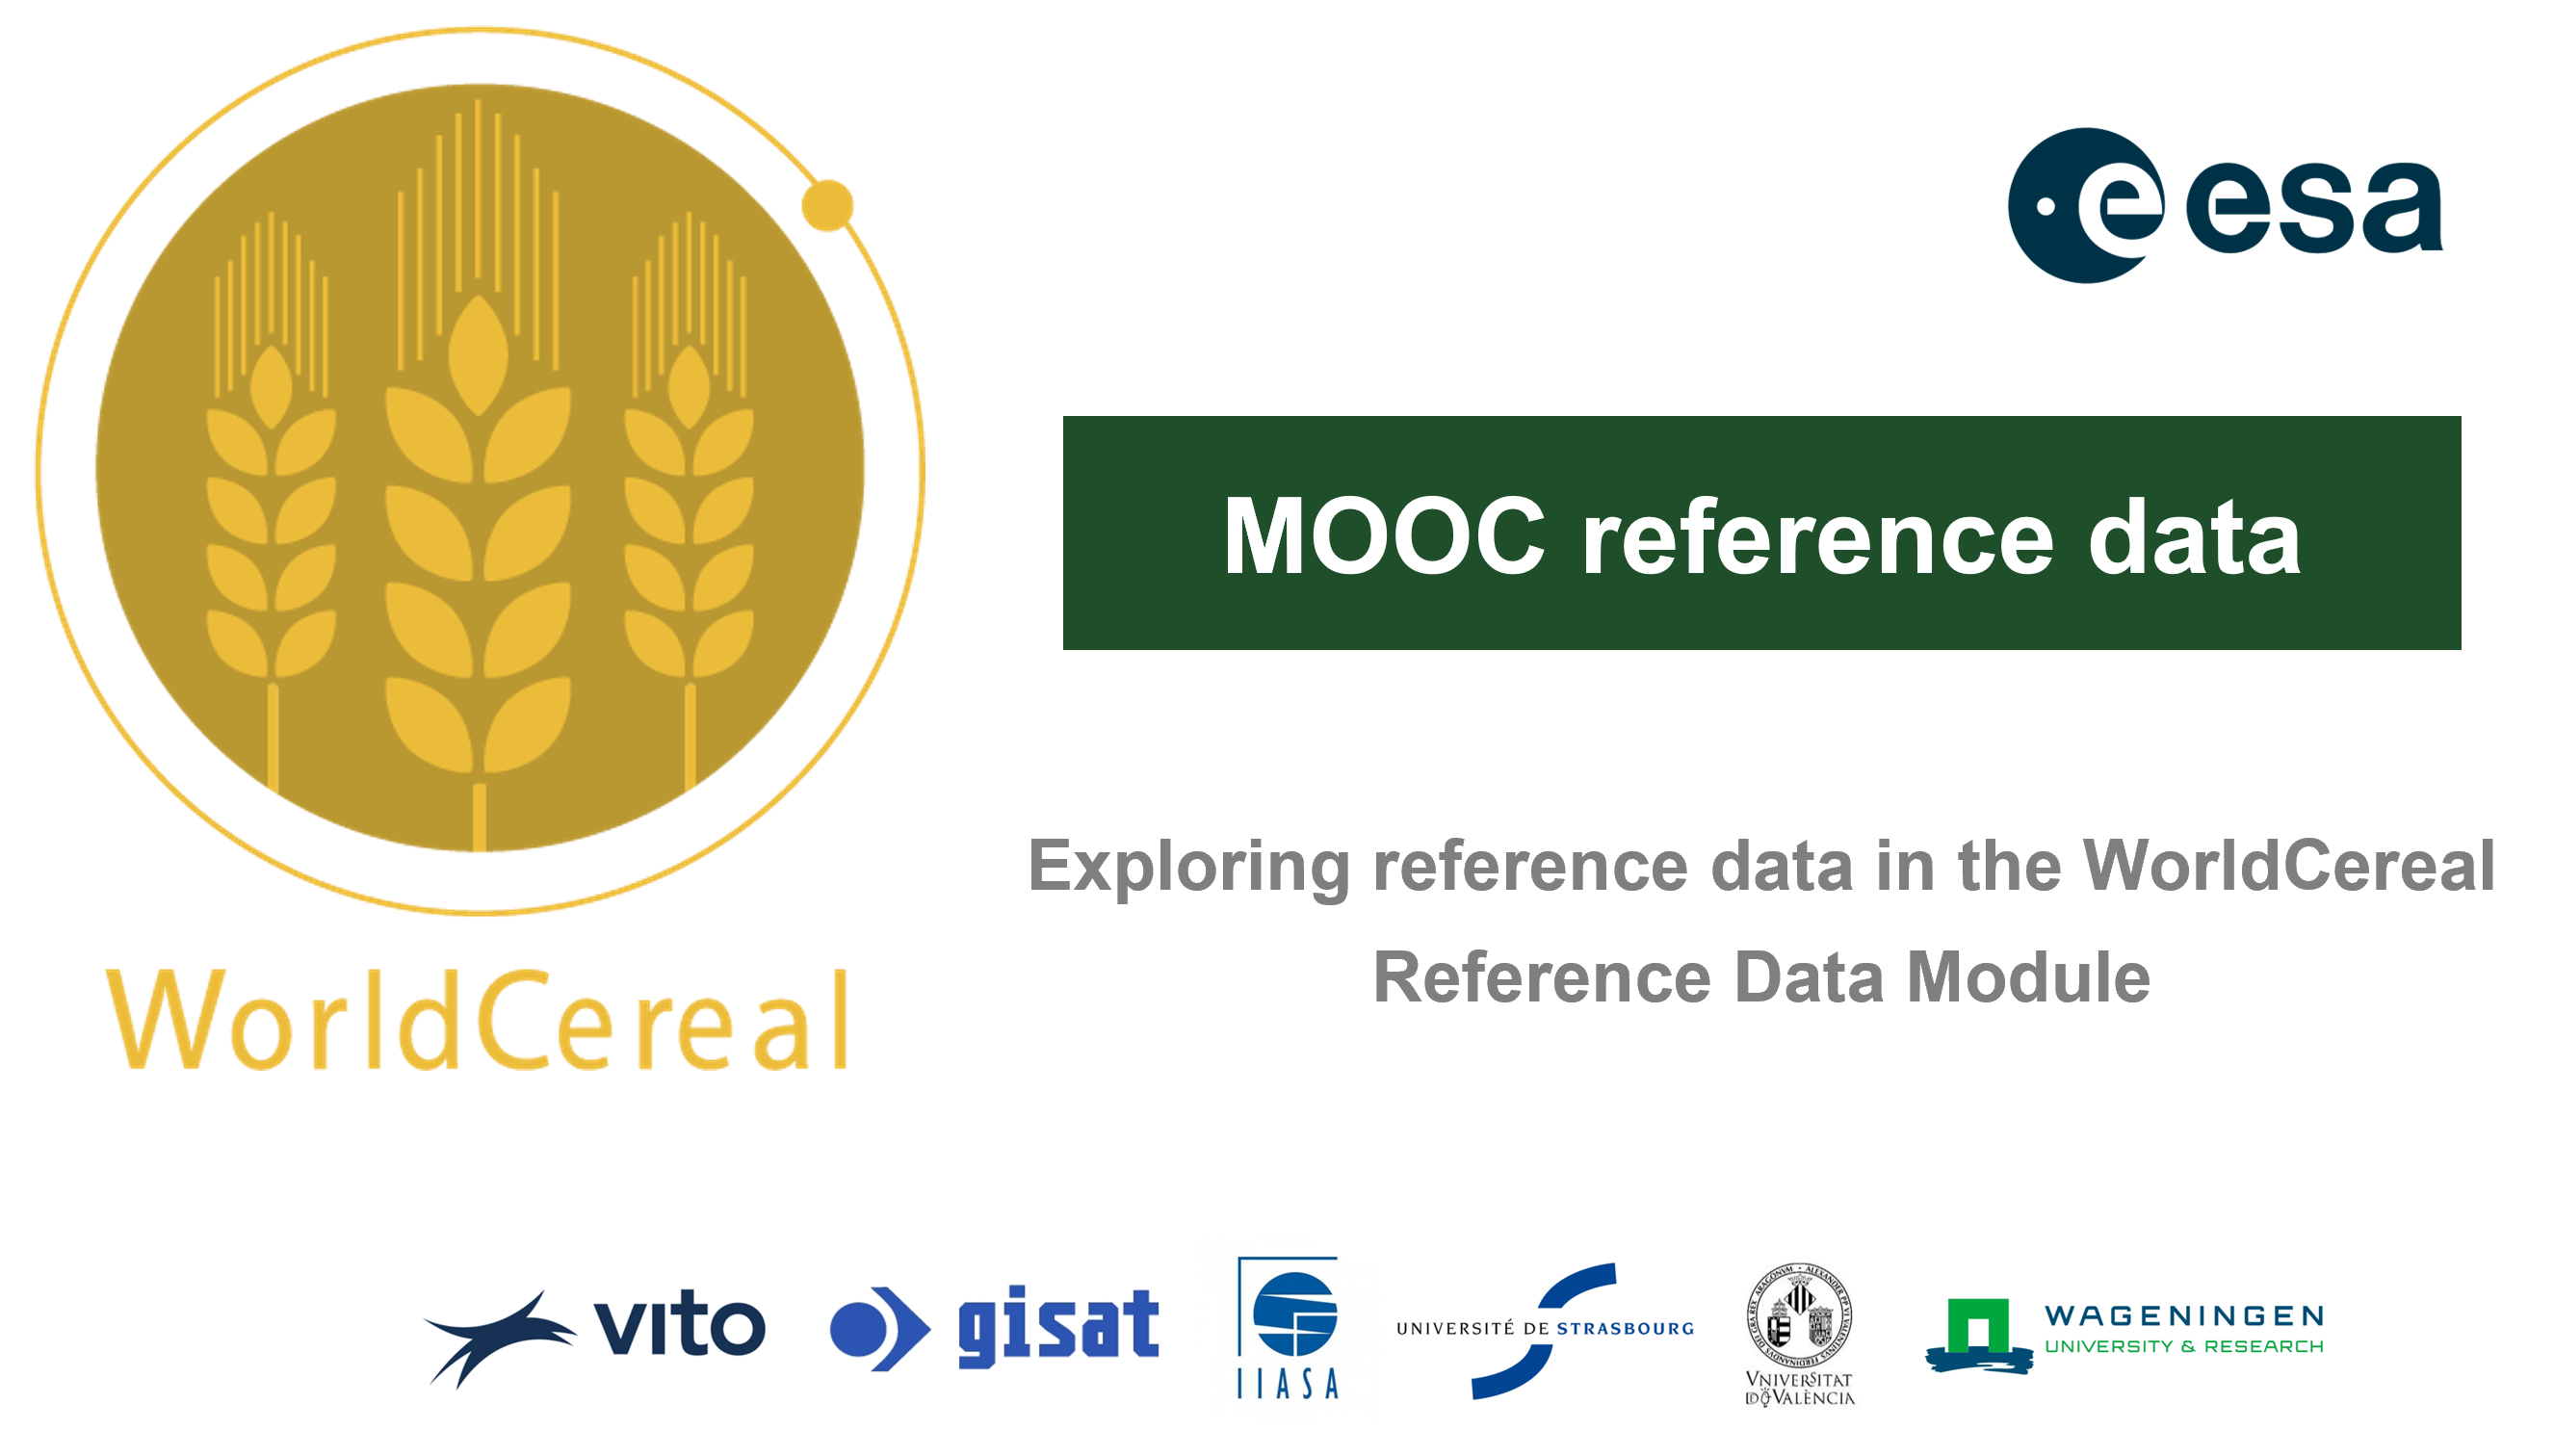 esa
MOOC reference data
Exploring reference data in the WorldCereal
Reference Data Module
WorldCereal
vito
gisat
IIASA
UNIVERSITÉ DE STRASBOURG
VNIVERSITAT
DE VALÈNCIA
WAGENINGEN
UNIVERSITY & RESEARCH